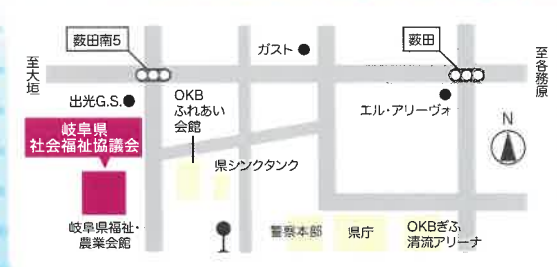 藪田南5
ガスト
藪田
至大垣
至各務原
出光G.S.
OKB
ふれあい
会館
エル・アリーヴォ
N
岐阜県
社会福祉協議会
県シンクタンク
岐阜県福祉・
農業会館
警察本部
県庁
OKBぎふ
清流アリーナ